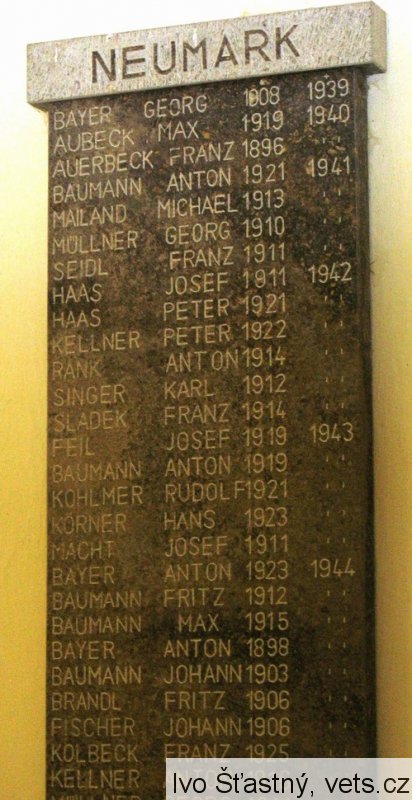 NEUMARK
BAYER GEORG 1908 1939
AUBECK MAX 1919 1940
AUERBECK FRANZ 1896 " "
BAUMANN ANTON 1921 1941
MAILAND MICHAEL 1913 " "
MÜLLNER GEORG 1910 " "
SEIDL FRANZ 1911 " "
HAAS JOSEF 1911 1942
HAAS PETER 1921 " "
KELLNER PETER 1922 " "
RANK ANTON 1914 " "
SINGER KARL 1912 " "
SLADEK FRANZ 1914 " "
FEIL JOSEF 1919 1943
BAUMANN ANTON 1919 " "
KOHLMER RUDOLF 1921 " "
KÖRNER HANS 1923 " "
MACHT JOSEF 1911 " "
BAYER ANTON 1923 1944
BAUMANN FRITZ 1912 " "
BAUMANN MAX 1915 " "
BAYER ANTON 1898 " "
BAUMANN JOHANN 1903 " "
BRANDL FRITZ 1906 " "
FISCHER JOHANN 1906 " "
KOLBECK FRANZ 1925 " "
KELLNER
Ivo Šťastný, vets.cz